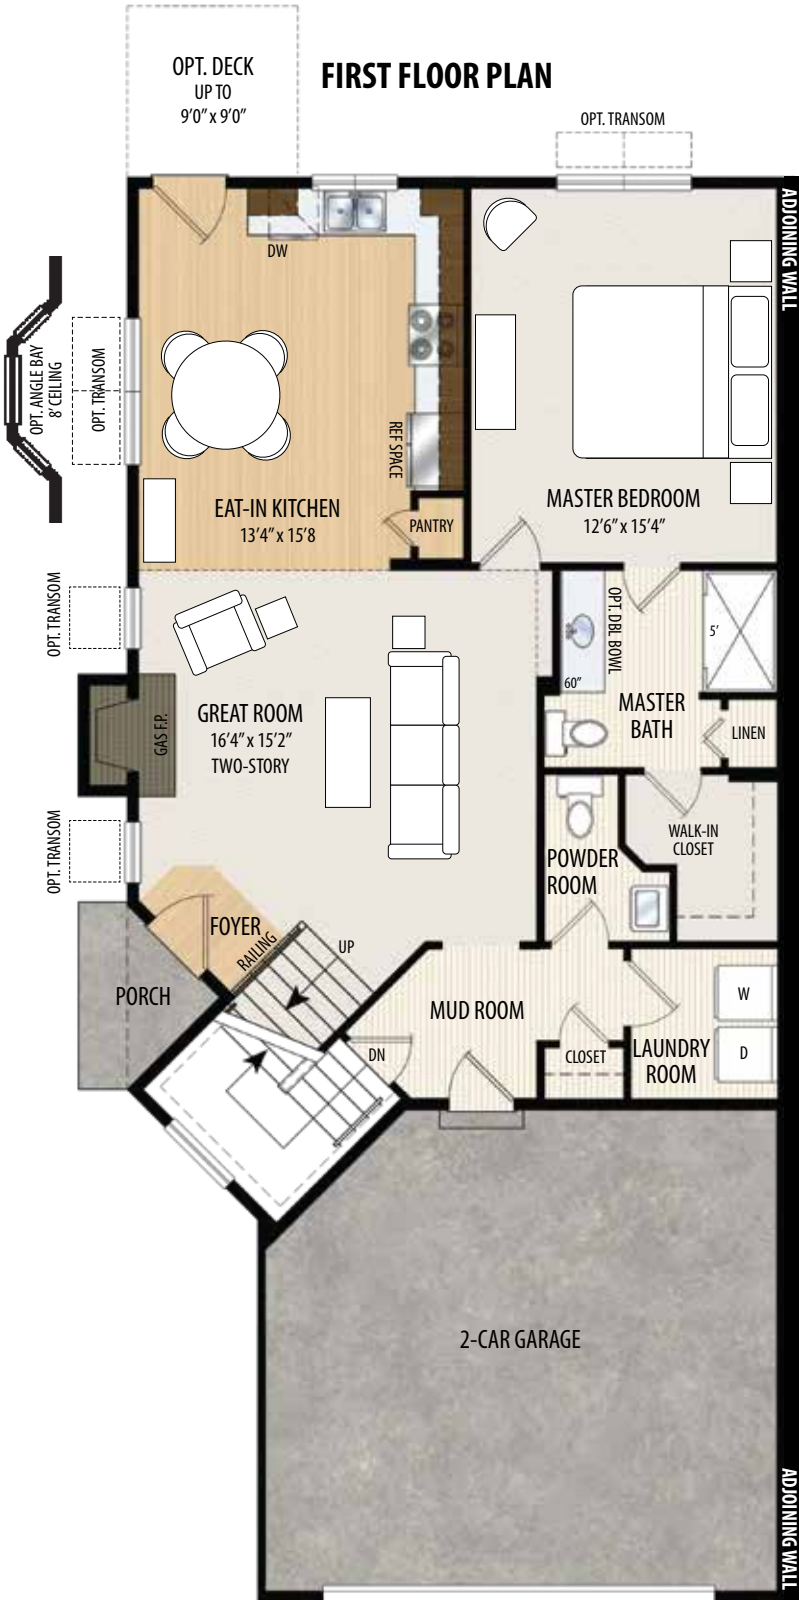 OPT. DECK
UP TO
9'0" x 9'0"
FIRST FLOOR PLAN
OPT. TRANSOM
ADJOINING WALL
DW
OPT. ANGLE BAY
8' CEILING
OPT. TRANSOM
REF SPACE
EAT-IN KITCHEN
13'4" x 15'8
PANTRY
MASTER BEDROOM
12'6" x 15'4"
OPT. TRANSOM
OPT. DBL BOWL
5'
60"
MASTER
BATH
LINEN
GAS F.P.
GREAT ROOM
16'4" x 15'2"
TWO-STORY
OPT. TRANSOM
WALK-IN
CLOSET
POWDER
ROOM
FOYER
RAILING
UP
PORCH
MUD ROOM
W
DN
CLOSET
LAUNDRY
ROOM
D
2-CAR GARAGE
ADJOINING WALL